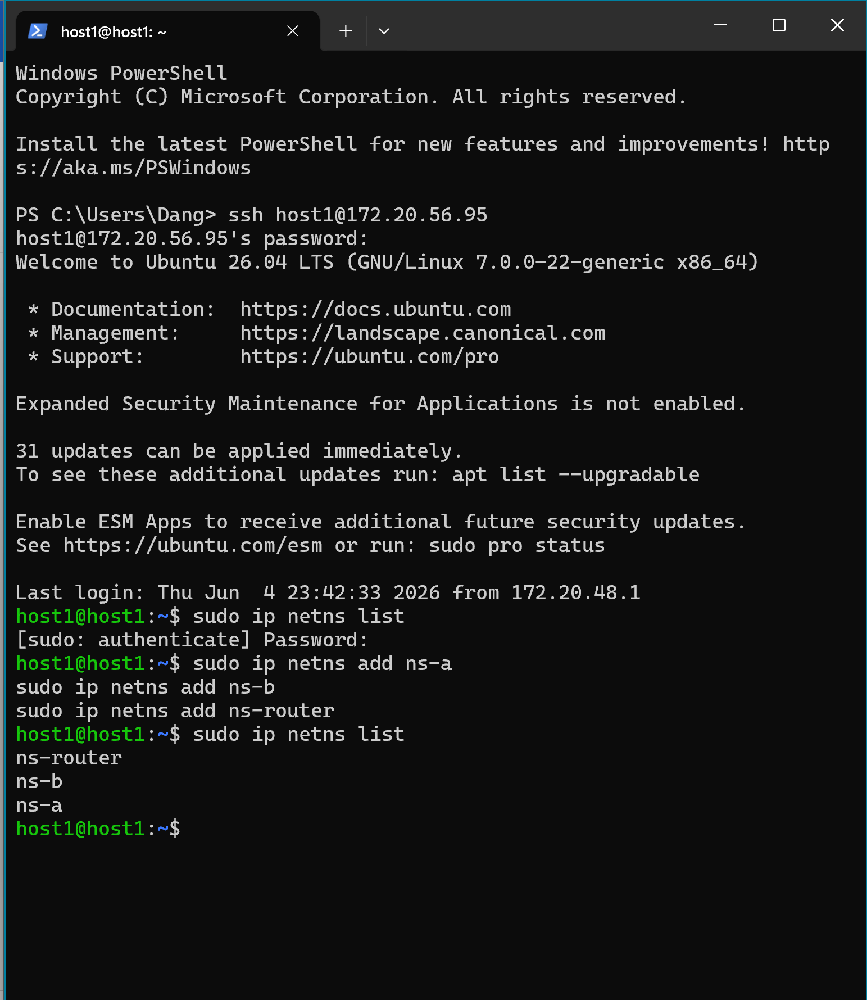 host1@host1: ~
Windows PowerShell
Copyright (C) Microsoft Corporation. All rights reserved.
Install the latest PowerShell for new features and improvements! http
s://aka.ms/PSWindows
PS C:\Users\Dang> ssh host1@172.20.56.95
host1@172.20.56.95's password:
Welcome to Ubuntu 26.04 LTS (GNU/Linux 7.0.0-22-generic x86_64)
* Documentation:  https://docs.ubuntu.com
* Management:     https://landscape.canonical.com
* Support:        https://ubuntu.com/pro
Expanded Security Maintenance for Applications is not enabled.
31 updates can be applied immediately.
To see these additional updates run: apt list --upgradable
Enable ESM Apps to receive additional future security updates.
See https://ubuntu.com/esm or run: sudo pro status
Last login: Thu Jun  4 23:42:33 2026 from 172.20.48.1
host1@host1:~$ sudo ip netns list
[sudo: authenticate] Password:
host1@host1:~$ sudo ip netns add ns-a
sudo ip netns add ns-b
sudo ip netns add ns-router
host1@host1:~$ sudo ip netns list
ns-router
ns-b
ns-a
host1@host1:~$